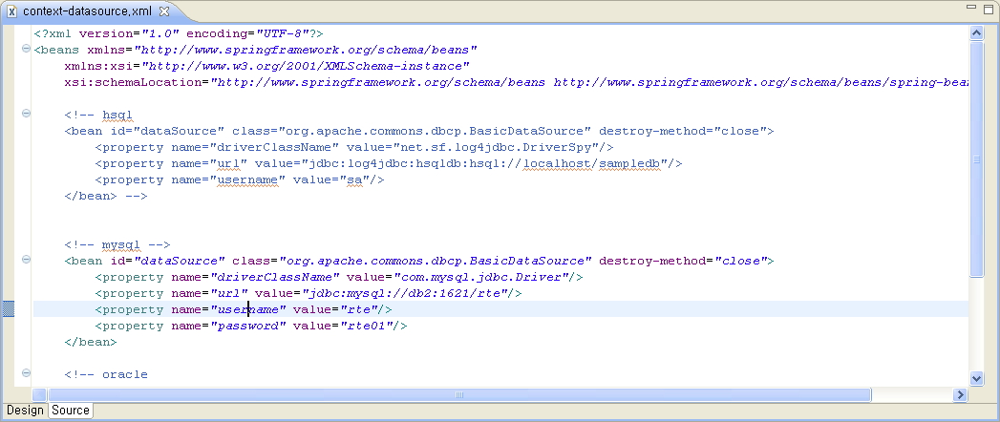 context-datasource.xml
<?xml version="1.0" encoding="UTF-8"?>
<beans xmlns="http://www.springframework.org/schema/beans"
xmlns:xsi="http://www.w3.org/2001/XMLSchema-instance"
xsi:schemaLocation="http://www.springframework.org/schema/beans http://www.springframework.org/schema/beans/spring-bean
<!-- hsql
<bean id="dataSource" class="org.apache.commons.dbcp.BasicDataSource" destroy-method="close">
<property name="driverClassName" value="net.sf.log4jdbc.DriverSpy"/>
<property name="url" value="jdbc:log4jdbc:hsqldb:hsql://localhost/sampledb"/>
<property name="username" value="sa"/>
</bean> -->
<!-- mysql -->
<bean id="dataSource" class="org.apache.commons.dbcp.BasicDataSource" destroy-method="close">
<property name="driverClassName" value="com.mysql.jdbc.Driver"/>
<property name="url" value="jdbc:mysql://db2:1621/rte"/>
<property name="username" value="rte"/>
<property name="password" value="rte01"/>
</bean>
<!-- oracle
Design Source